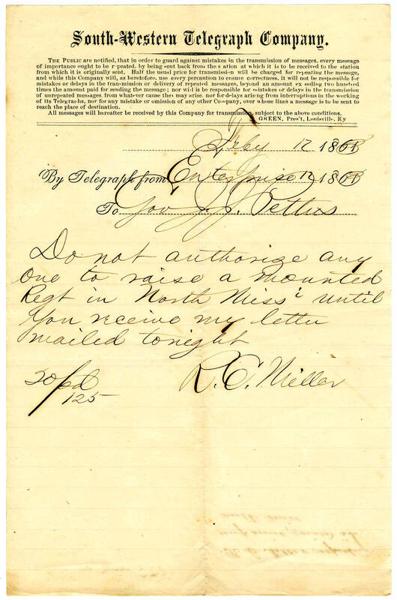 South-Western Telegraph Company.
THE PUBLIC are notified, that in order to guard against mistakes in the transmission of messages, every message
of importance ought to be repeated, by being sent back from the station at which it is to be received to the station
from which it is originally sent. Half the usual price for transmission will be charged for repeating the message,
and while this Company will, as heretofore, use every precaution to ensure correctness, it will not be responsible for
mistakes or delays in the transmission or delivery of repeated messages, beyond an amount exceeding two hundred
times the amount paid for sending the message; nor will it be responsible for mistakes or delays in the transmission
of unrepeated messages from whatever cause they may arise, nor for delays arising from interruptions in the working
of its Telegraphs, nor for any mistake or omission of any other Company, over whose lines a message is to be sent to
reach the place of destination.
All messages will hereafter be received by this Company for transmission, subject to the above conditions.
GREEN, Pres't, Louisville, Ky
12 186
By Telegraph from Enterprise 12 186
To Gov J.J. Pettus
Do not authorize any
one to raise a mounted
Regt in North Miss until
you receive my letter
mailed tonight
R. C. Miller
20/pd
125